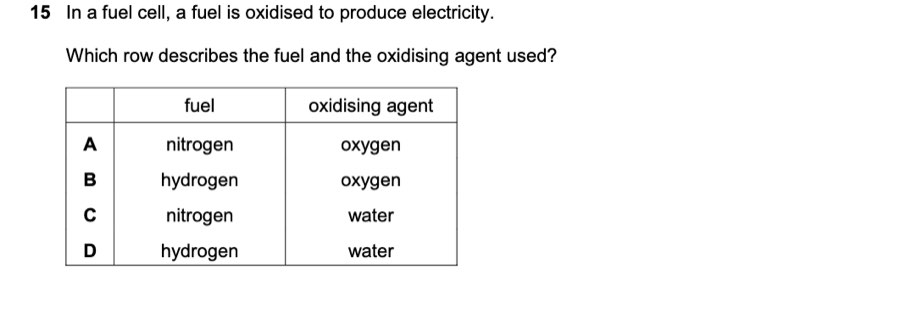 15 In a fuel cell, a fuel is oxidised to produce electricity.
Which row describes the fuel and the oxidising agent used?
fuel oxidising agent
A nitrogen oxygen
B hydrogen oxygen
C nitrogen water
D hydrogen water